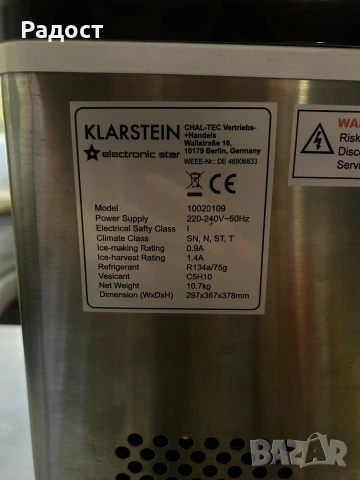 Радост
KLARSTEIN
electronic star
CHAL-TEC Vertriebs-
+Handels
Wallstraße 16,
10179 Berlin, Germany
WEEE-Nr.: DE 46906833
CE
Model 10020109
Power Supply 220-240V~50Hz
Electrical Safty Class I
Climate Class SN, N, ST, T
Ice-making Rating 0.9A
Ice-harvest Rating 1.4A
Refrigerant R134a/75g
Vesicant C5H10
Net Weight 10.7kg
Dimension (WxDxH) 297x367x378mm
WA
Risk
Disco
Servi
BAZAR